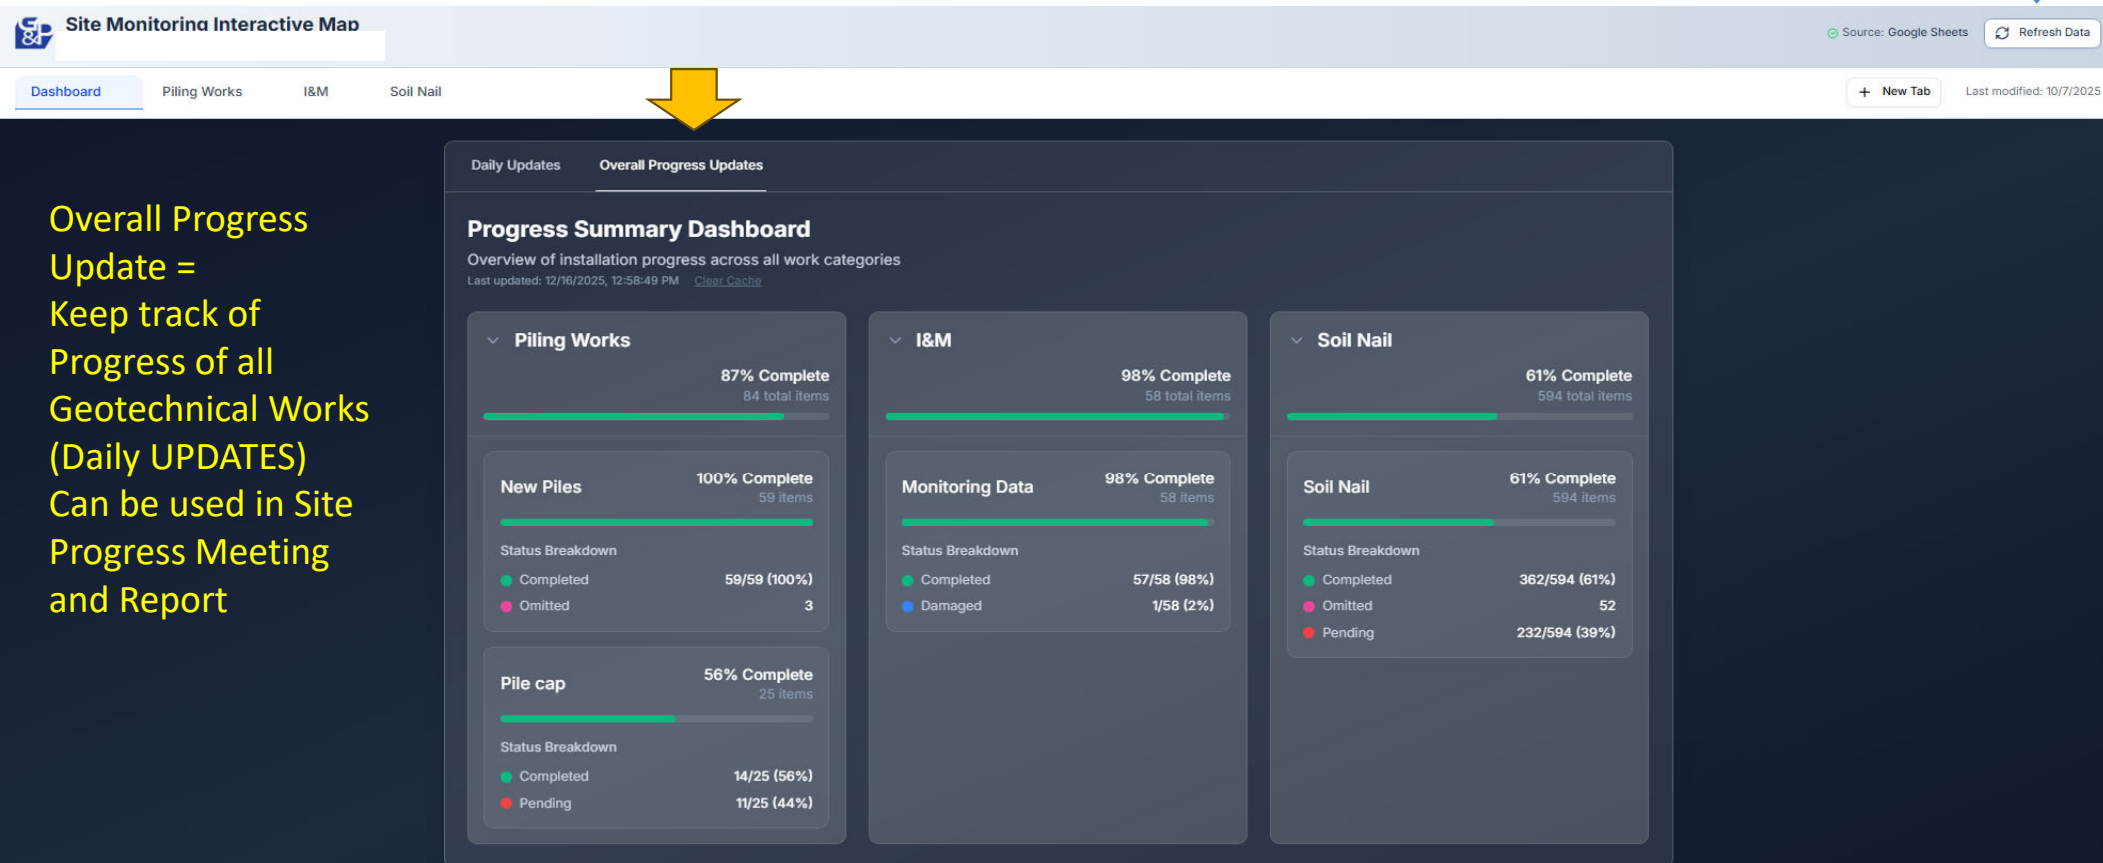 S&P
Site Monitoring Interactive Map
Source: Google Sheets
Refresh Data
Dashboard
Piling Works
I&M
Soil Nail
+ New Tab
Last modified: 10/7/2025
Overall Progress
Update =
Keep track of
Progress of all
Geotechnical Works
(Daily UPDATES)
Can be used in Site
Progress Meeting
and Report
Daily Updates
Overall Progress Updates
Progress Summary Dashboard
Overview of installation progress across all work categories
Last updated: 12/16/2025, 12:58:49 PM Clear Cache
Piling Works
87% Complete
84 total items
New Piles
100% Complete
59 items
Status Breakdown
Completed 59/59 (100%)
Omitted 3
Pile cap
56% Complete
25 items
Status Breakdown
Completed 14/25 (56%)
Pending 11/25 (44%)
I&M
98% Complete
58 total items
Monitoring Data
98% Complete
58 items
Status Breakdown
Completed 57/58 (98%)
Damaged 1/58 (2%)
Soil Nail
61% Complete
594 total items
Soil Nail
61% Complete
594 items
Status Breakdown
Completed 362/594 (61%)
Omitted 52
Pending 232/594 (39%)